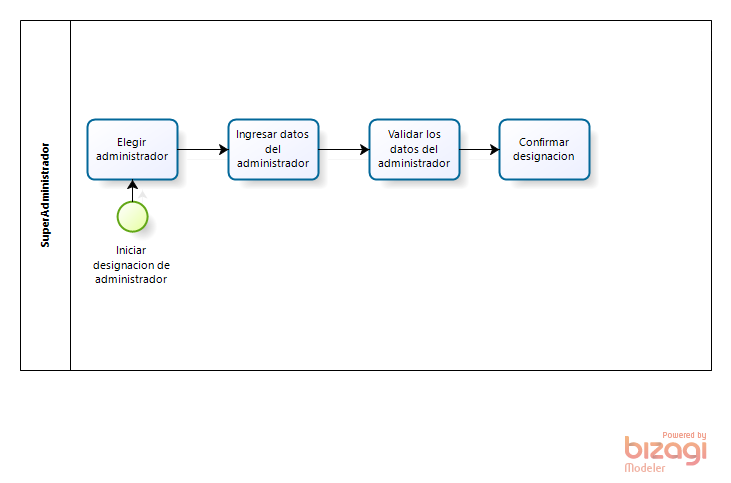 SuperAdministrador
Elegir
administrador
Ingresar datos
del
administrador
Validar los
datos del
administrador
Confirmar
designacion
Iniciar
designacion de
administrador
Powered by
bizagi
Modeler